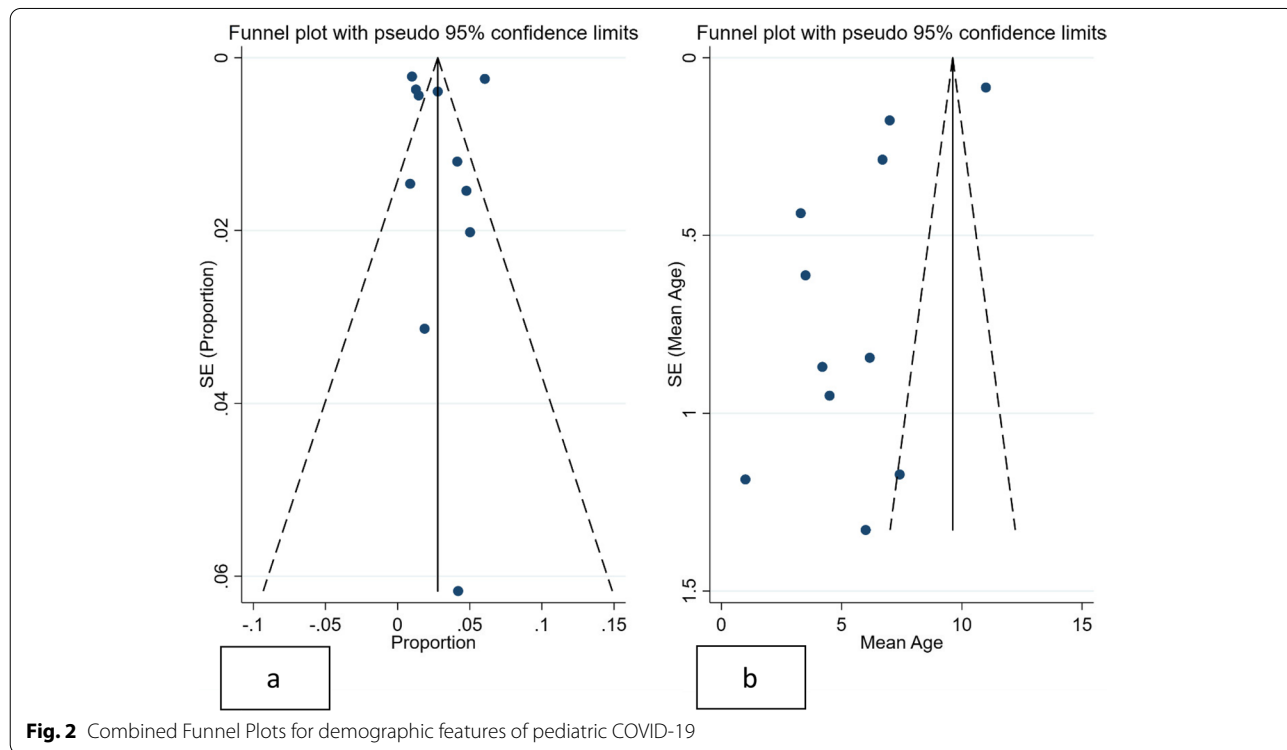 Funnel plot with pseudo 95% confidence limits
0
.02
.04
.06
SE (Proportion)
-.1 -.05 0 .05 .1 .15
Proportion
a
Funnel plot with pseudo 95% confidence limits
0
.5
1
1.5
SE (Mean Age)
0 5 10 15
Mean Age
b
Fig. 2 Combined Funnel Plots for demographic features of pediatric COVID-19